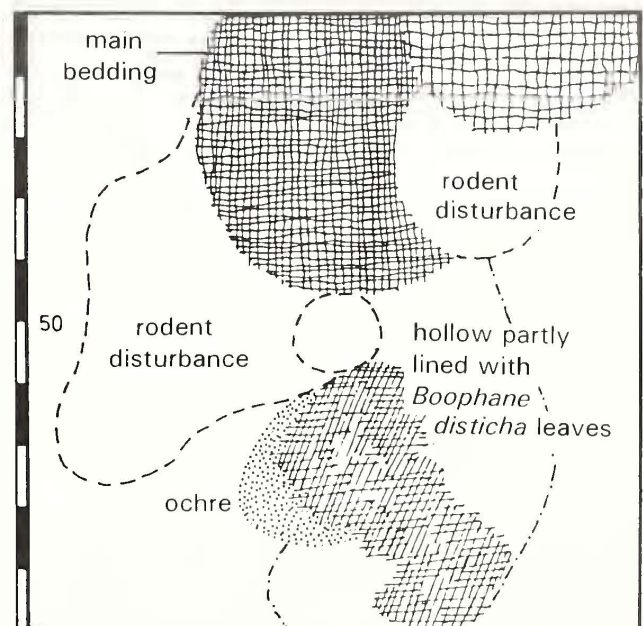 main
bedding
rodent
disturbance
50
rodent
disturbance
hollow partly
lined with
Boophane
disticha leaves
ochre